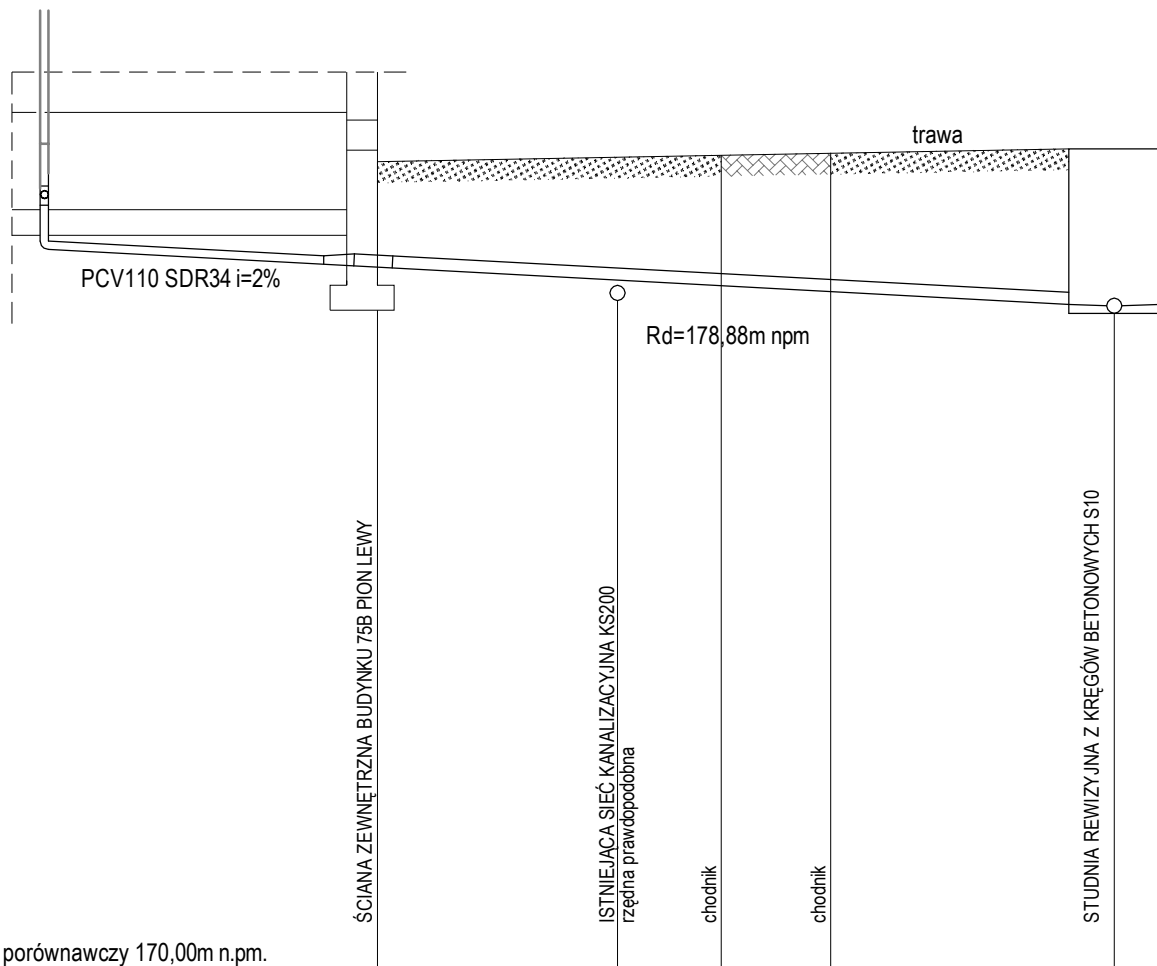 trawa
PCV110 SDR34 i=2%
Rd=178,88m npm
ŚCIANA ZEWNĘTRZNA BUDYNKU 75B PION LEWY
ISTNIEJĄCA SIEĆ KANALIZACYJNA KS200
rzędna prawdopodobna
chodnik
chodnik
STUDNIA REWIZYJNA Z KRĘGÓW BETONOWYCH S10
porównawczy 170,00m n.pm.